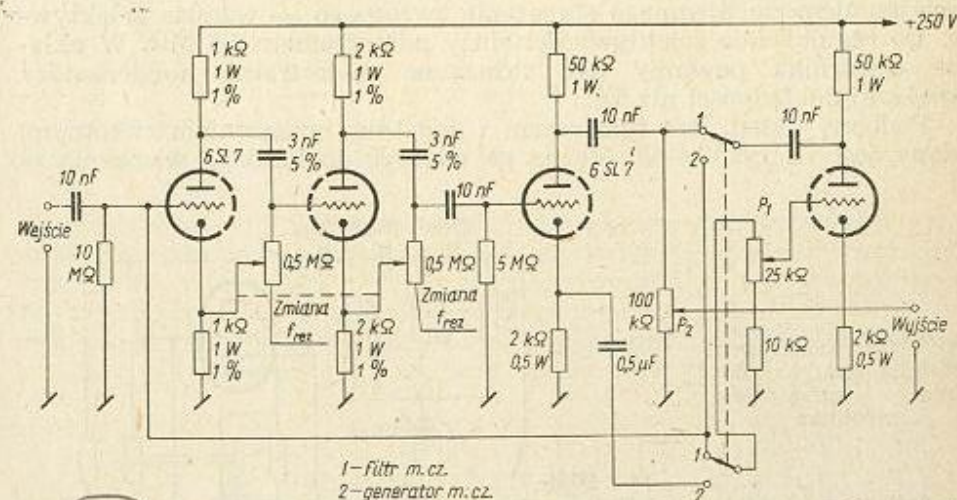 +250 V
1 kΩ
1 W
1 %
2 kΩ
1 W
1 %
50 kΩ
1 W
50 kΩ
1 W
3 nF
5 %
3 nF
5 %
10 nF
1
10 nF
6 SL 7
6 SL 7
2
10 nF
10 nF
P1
Wejście
10
MΩ
0,5 MΩ
0,5 MΩ
5 MΩ
25 kΩ
Zmiana
frez
Zmiana
frez
100
kΩ
P2
Wyjście
1 kΩ
1 W
1 %
2 kΩ
1 W
1 %
2 kΩ
0,5 W
0,5 μF
10 kΩ
2 kΩ
0,5 W
1
2
1 – filtr m.cz.
2 – generator m.cz.